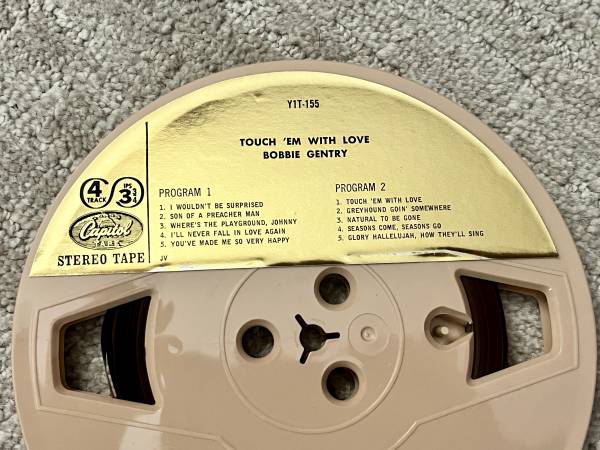 Y1T-155
TOUCH 'EM WITH LOVE
BOBBIE GENTRY
4 TRACK
IPS 3 3/4
Capitol
STEREO TAPE
JV
PROGRAM 1
1. I WOULDN'T BE SURPRISED
2. SON OF A PREACHER MAN
3. WHERE'S THE PLAYGROUND, JOHNNY
4. I'LL NEVER FALL IN LOVE AGAIN
5. YOU'VE MADE ME SO VERY HAPPY
PROGRAM 2
1. TOUCH 'EM WITH LOVE
2. GREYHOUND GOIN' SOMEWHERE
3. NATURAL TO BE GONE
4. SEASONS COME, SEASONS GO
5. GLORY HALLELUJAH, HOW THEY'LL SING